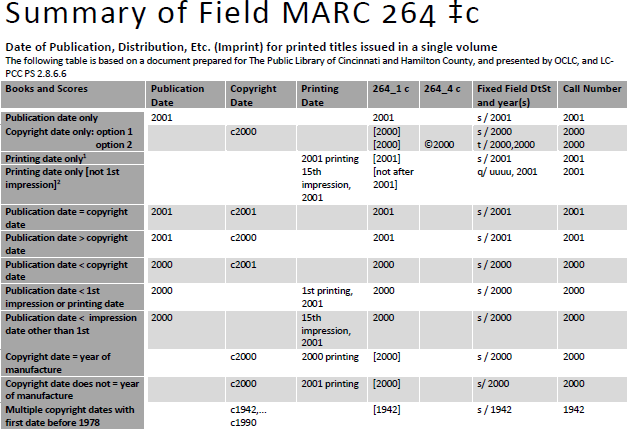 Summary of Field MARC 264 ‡c
Date of Publication, Distribution, Etc. (Imprint) for printed titles issued in a single volume
The following table is based on a document prepared for The Public Library of Cincinnati and Hamilton County, and presented by OCLC, and LC-
PCC PS 2.8.6.6
Books and Scores Publication Copyright Printing 264_1 c 264_4 c Fixed Field DtSt Call Number
Date Date Date and year(s)
Publication date only 2001 2001 s / 2001 2001
Copyright date only: option 1 c2000 [2000] s / 2000 2000
option 2 [2000] ©2000 t / 2000,2000 2000
Printing date only1 2001 printing [2001] s / 2001 2001
Printing date only [not 1st 15th [not after q/ uuuu, 2001 2001
impression]2 impression, 2001]
2001
Publication date = copyright 2001 c2001 2001 s / 2001 2001
date
Publication date > copyright 2001 c2000 2001 s / 2001 2001
date
Publication date < copyright 2000 c2001 2000 s / 2000 2000
date
Publication date < 1st 2000 1st printing, 2000 s / 2000 2000
impression or printing date 2001
Publication date < impression 2000 15th 2000 s / 2000 2000
date other than 1st impression,
2001
Copyright date = year of c2000 2000 printing [2000] s / 2000 2000
manufacture
Copyright date does not = year c2000 2001 printing [2000] s/ 2000 2000
of manufacture
Multiple copyright dates with c1942,... [1942] s / 1942 1942
first date before 1978 c1990